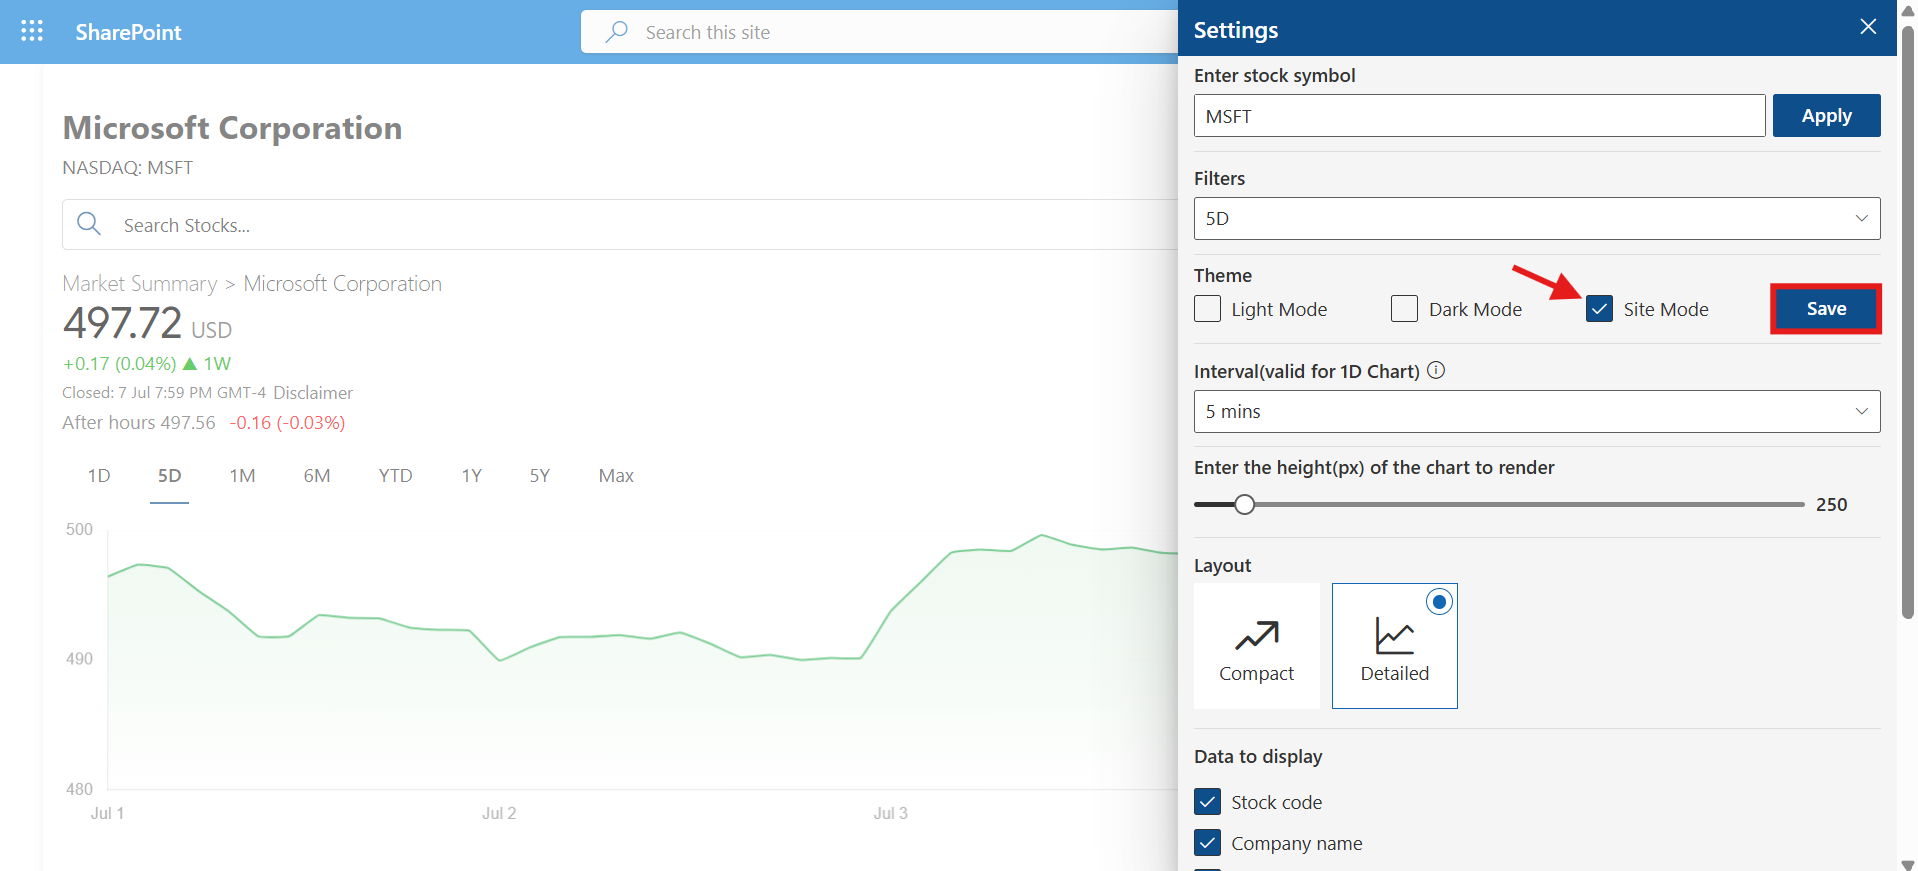 SharePoint
Search this site
Microsoft Corporation
NASDAQ: MSFT
Search Stocks...
Market Summary > Microsoft Corporation
497.72 USD
+0.17 (0.04%) ▲ 1W
Closed: 7 Jul 7:59 PM GMT-4 Disclaimer
After hours 497.56 -0.16 (-0.03%)
1D 5D 1M 6M YTD 1Y 5Y Max
500
490
480
Jul 1 Jul 2 Jul 3
Settings
Enter stock symbol
MSFT Apply
Filters
5D
Theme
Light Mode Dark Mode Site Mode Save
Interval(valid for 1D Chart)
5 mins
Enter the height(px) of the chart to render
250
Layout
Compact Detailed
Data to display
Stock code
Company name